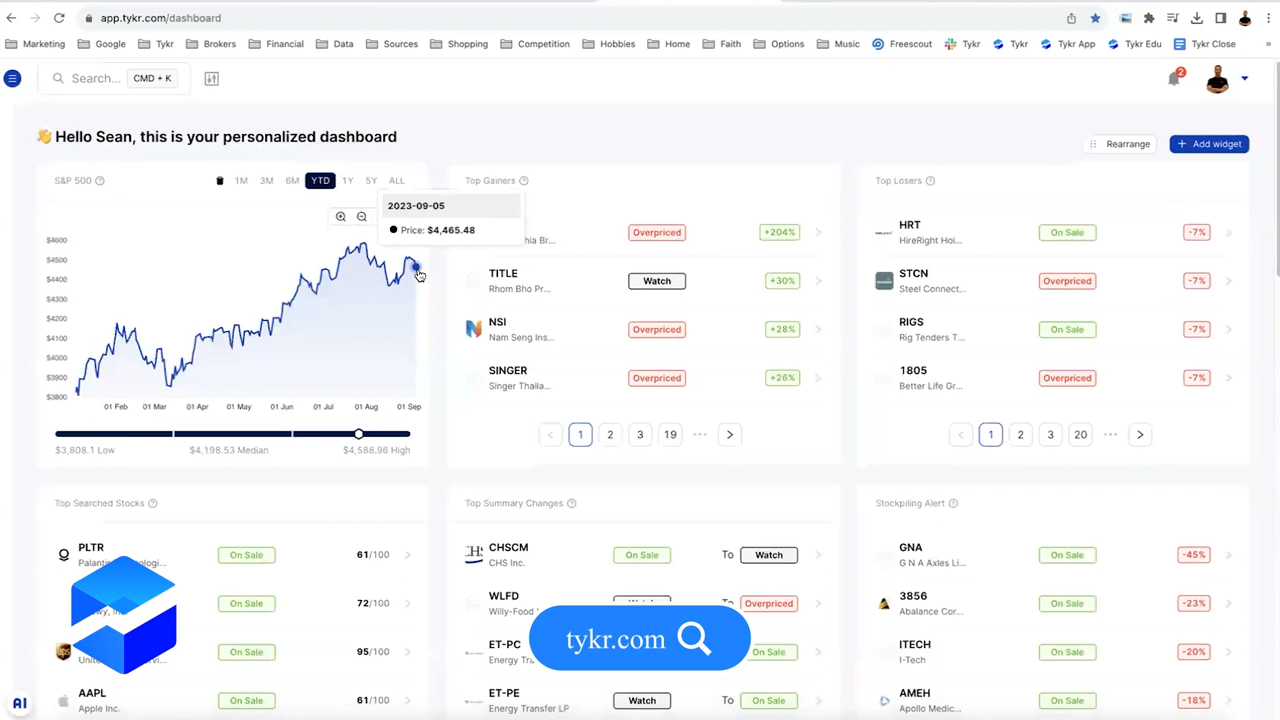 app.tykr.com/dashboard
Marketing Google Tykr Brokers Financial Data Sources Shopping Competition Hobbies Home Faith Options Music Freescout Tykr Tykr Tykr App Tykr Edu Tykr Close »
Search... CMD + K
2
👋 Hello Sean, this is your personalized dashboard
Rearrange
+ Add widget
S&P 500
1M 3M 6M YTD 1Y 5Y ALL
2023-09-05
Price: $4,465.48
$4600
$4500
$4400
$4300
$4200
$4100
$4000
$3900
$3800
01 Feb 01 Mar 01 Apr 01 May 01 Jun 01 Jul 01 Aug 01 Sep
$3,808.1 Low $4,198.53 Median $4,588.96 High
Top Gainers
Overpriced +204%
TITLE
Rhom Bho Pr...
Watch +30%
NSI
Nam Seng Ins...
Overpriced +28%
SINGER
Singer Thaila...
Overpriced +26%
< 1 2 3 19 ••• >
Top Losers
HRT
HireRight Hol...
On Sale -7%
STCN
Steel Connect,...
Overpriced -7%
RIGS
Rig Tenders T...
On Sale -7%
1805
Better Life Gr...
Overpriced -7%
< 1 2 3 20 ••• >
Top Searched Stocks
PLTR
On Sale 61/100
On Sale 72/100
ups
On Sale 95/100
AAPL
Apple Inc.
On Sale 61/100
Top Summary Changes
CHSCM
CHS Inc.
On Sale To Watch
WLFD
Willy-Food
Overpriced
ET-PC
Energy
On Sale
ET-PE
Energy Transfer LP
Watch To On Sale
Stockpiling Alert
GNA
G N A Axles Li...
On Sale -45%
3856
Abalance Cor...
On Sale -23%
ITECH
I-Tech
On Sale -20%
AMEH
Apollo Medic...
On Sale -18%
tykr.com
AI